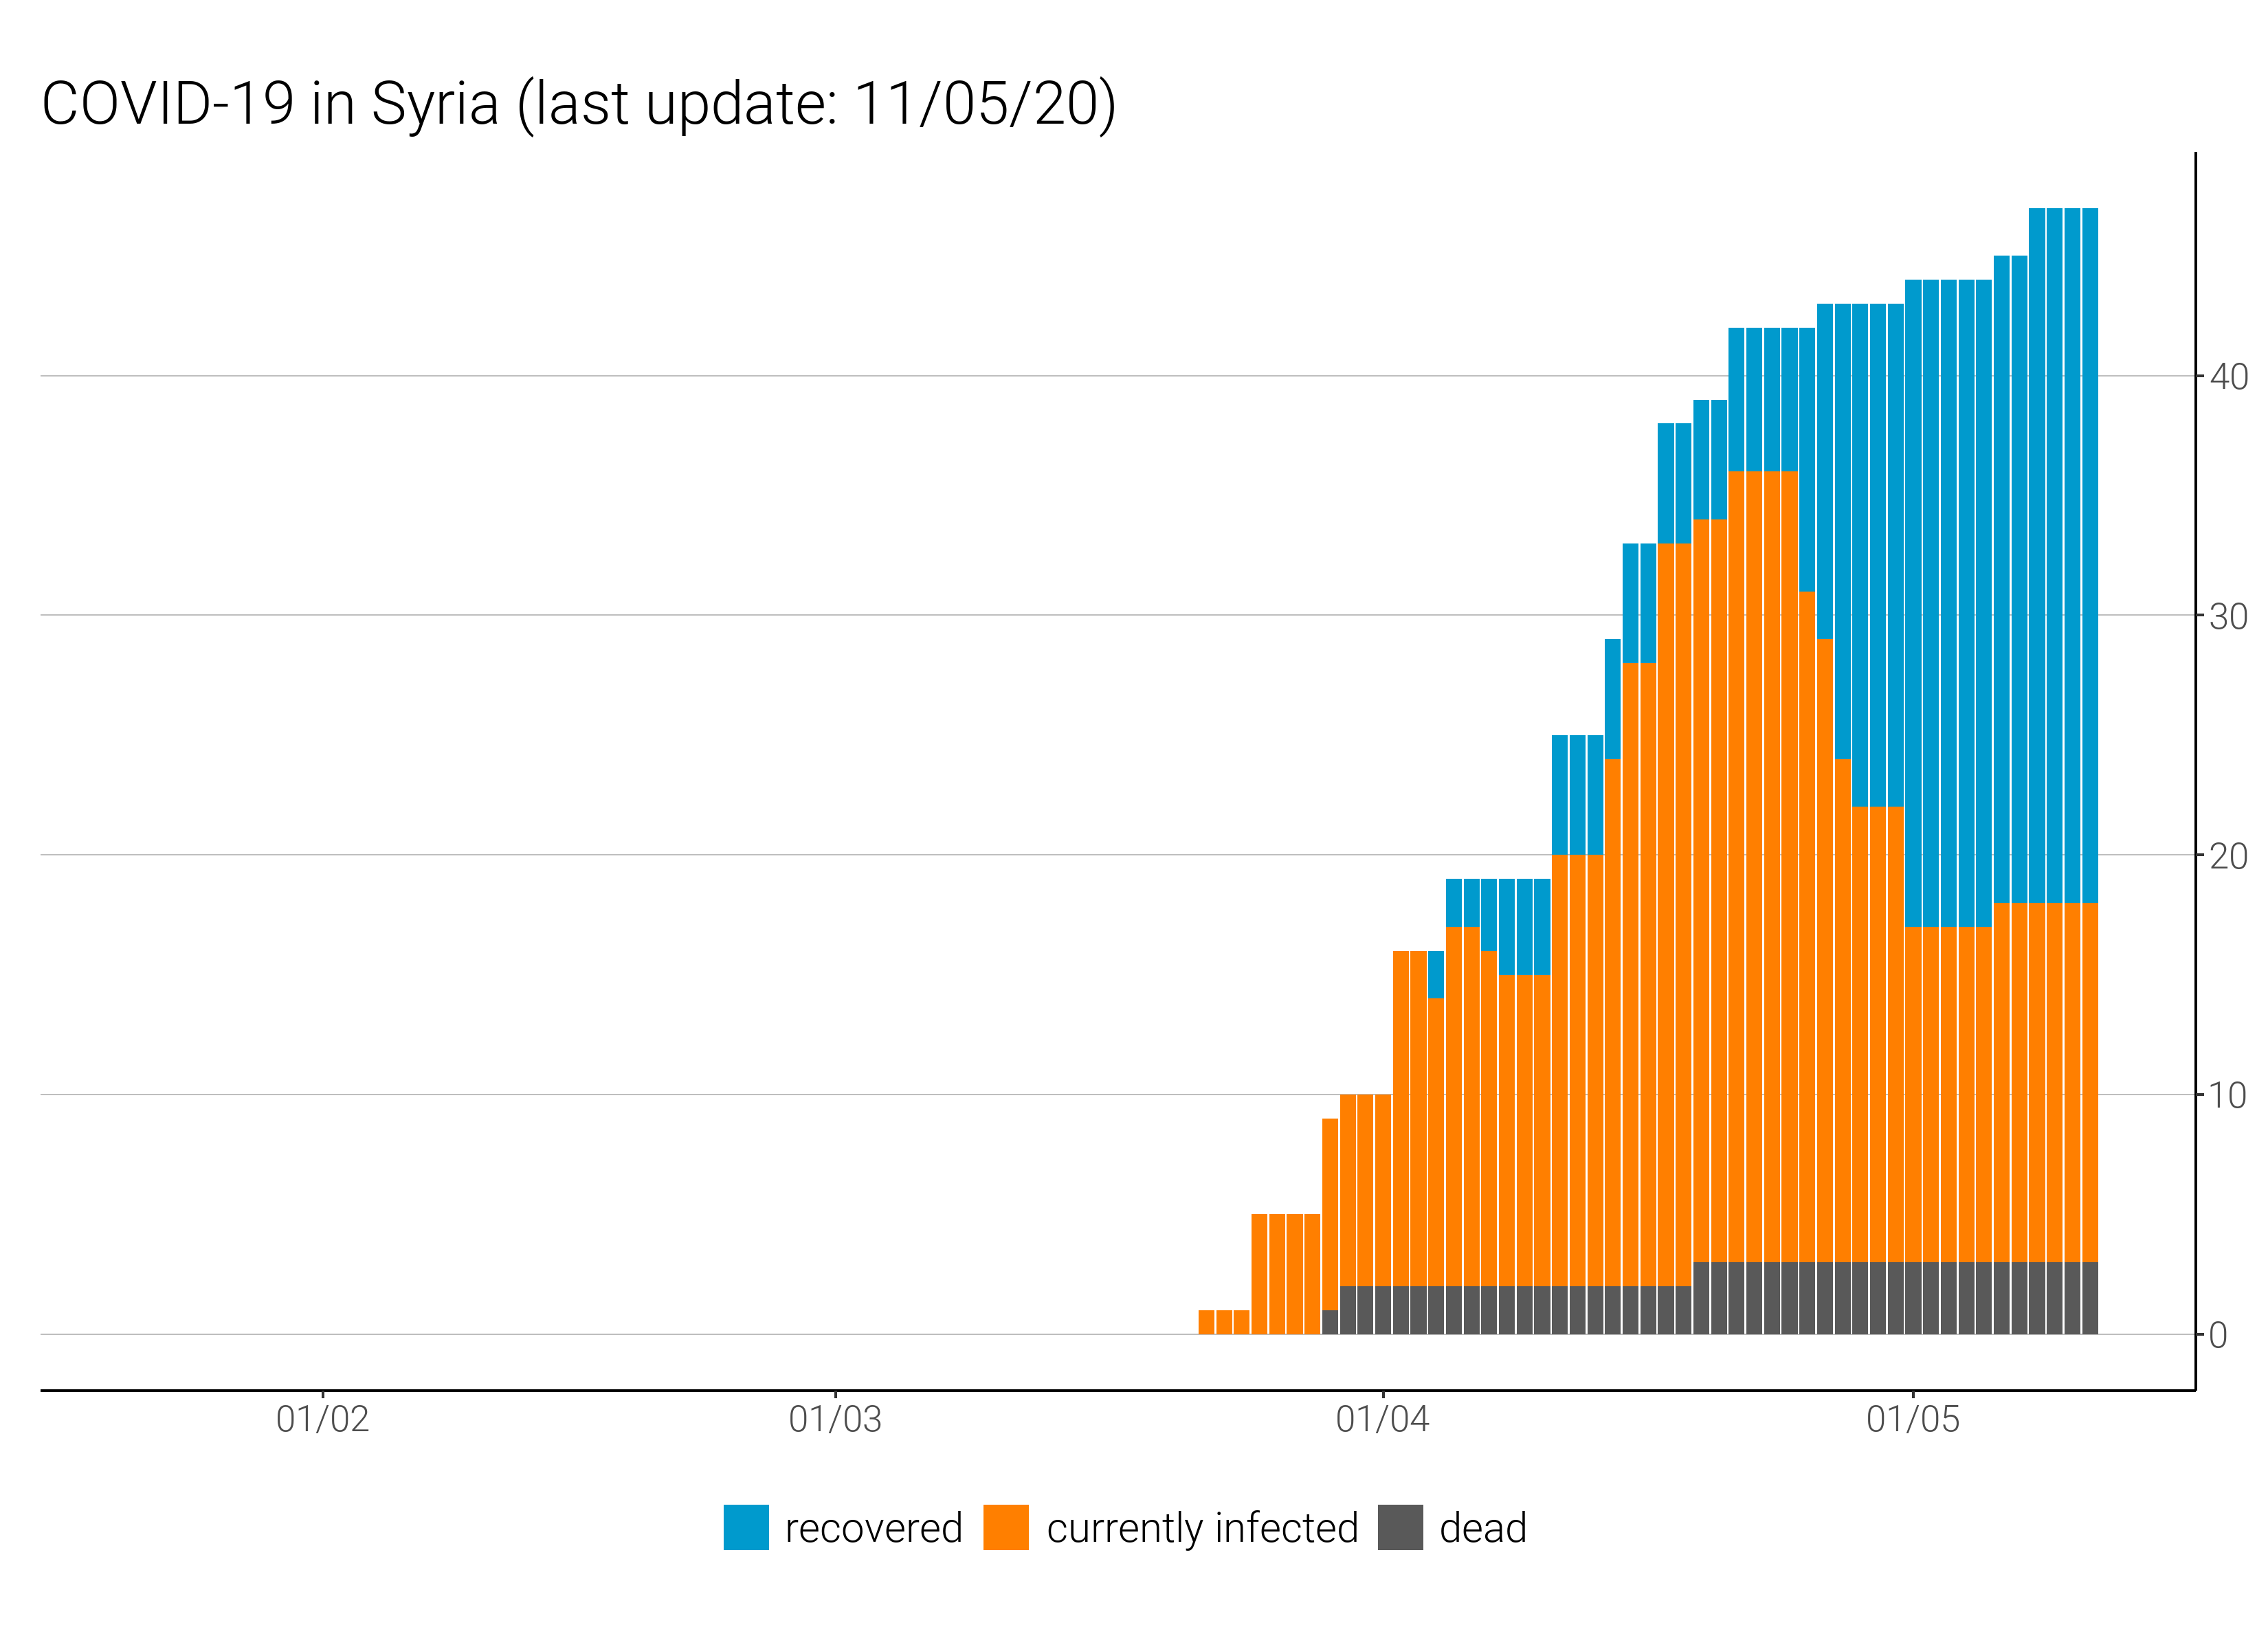 COVID-19 in Syria (last update: 11/05/20)
40
30
20
10
0
01/02 01/03 01/04 01/05
recovered currently infected dead